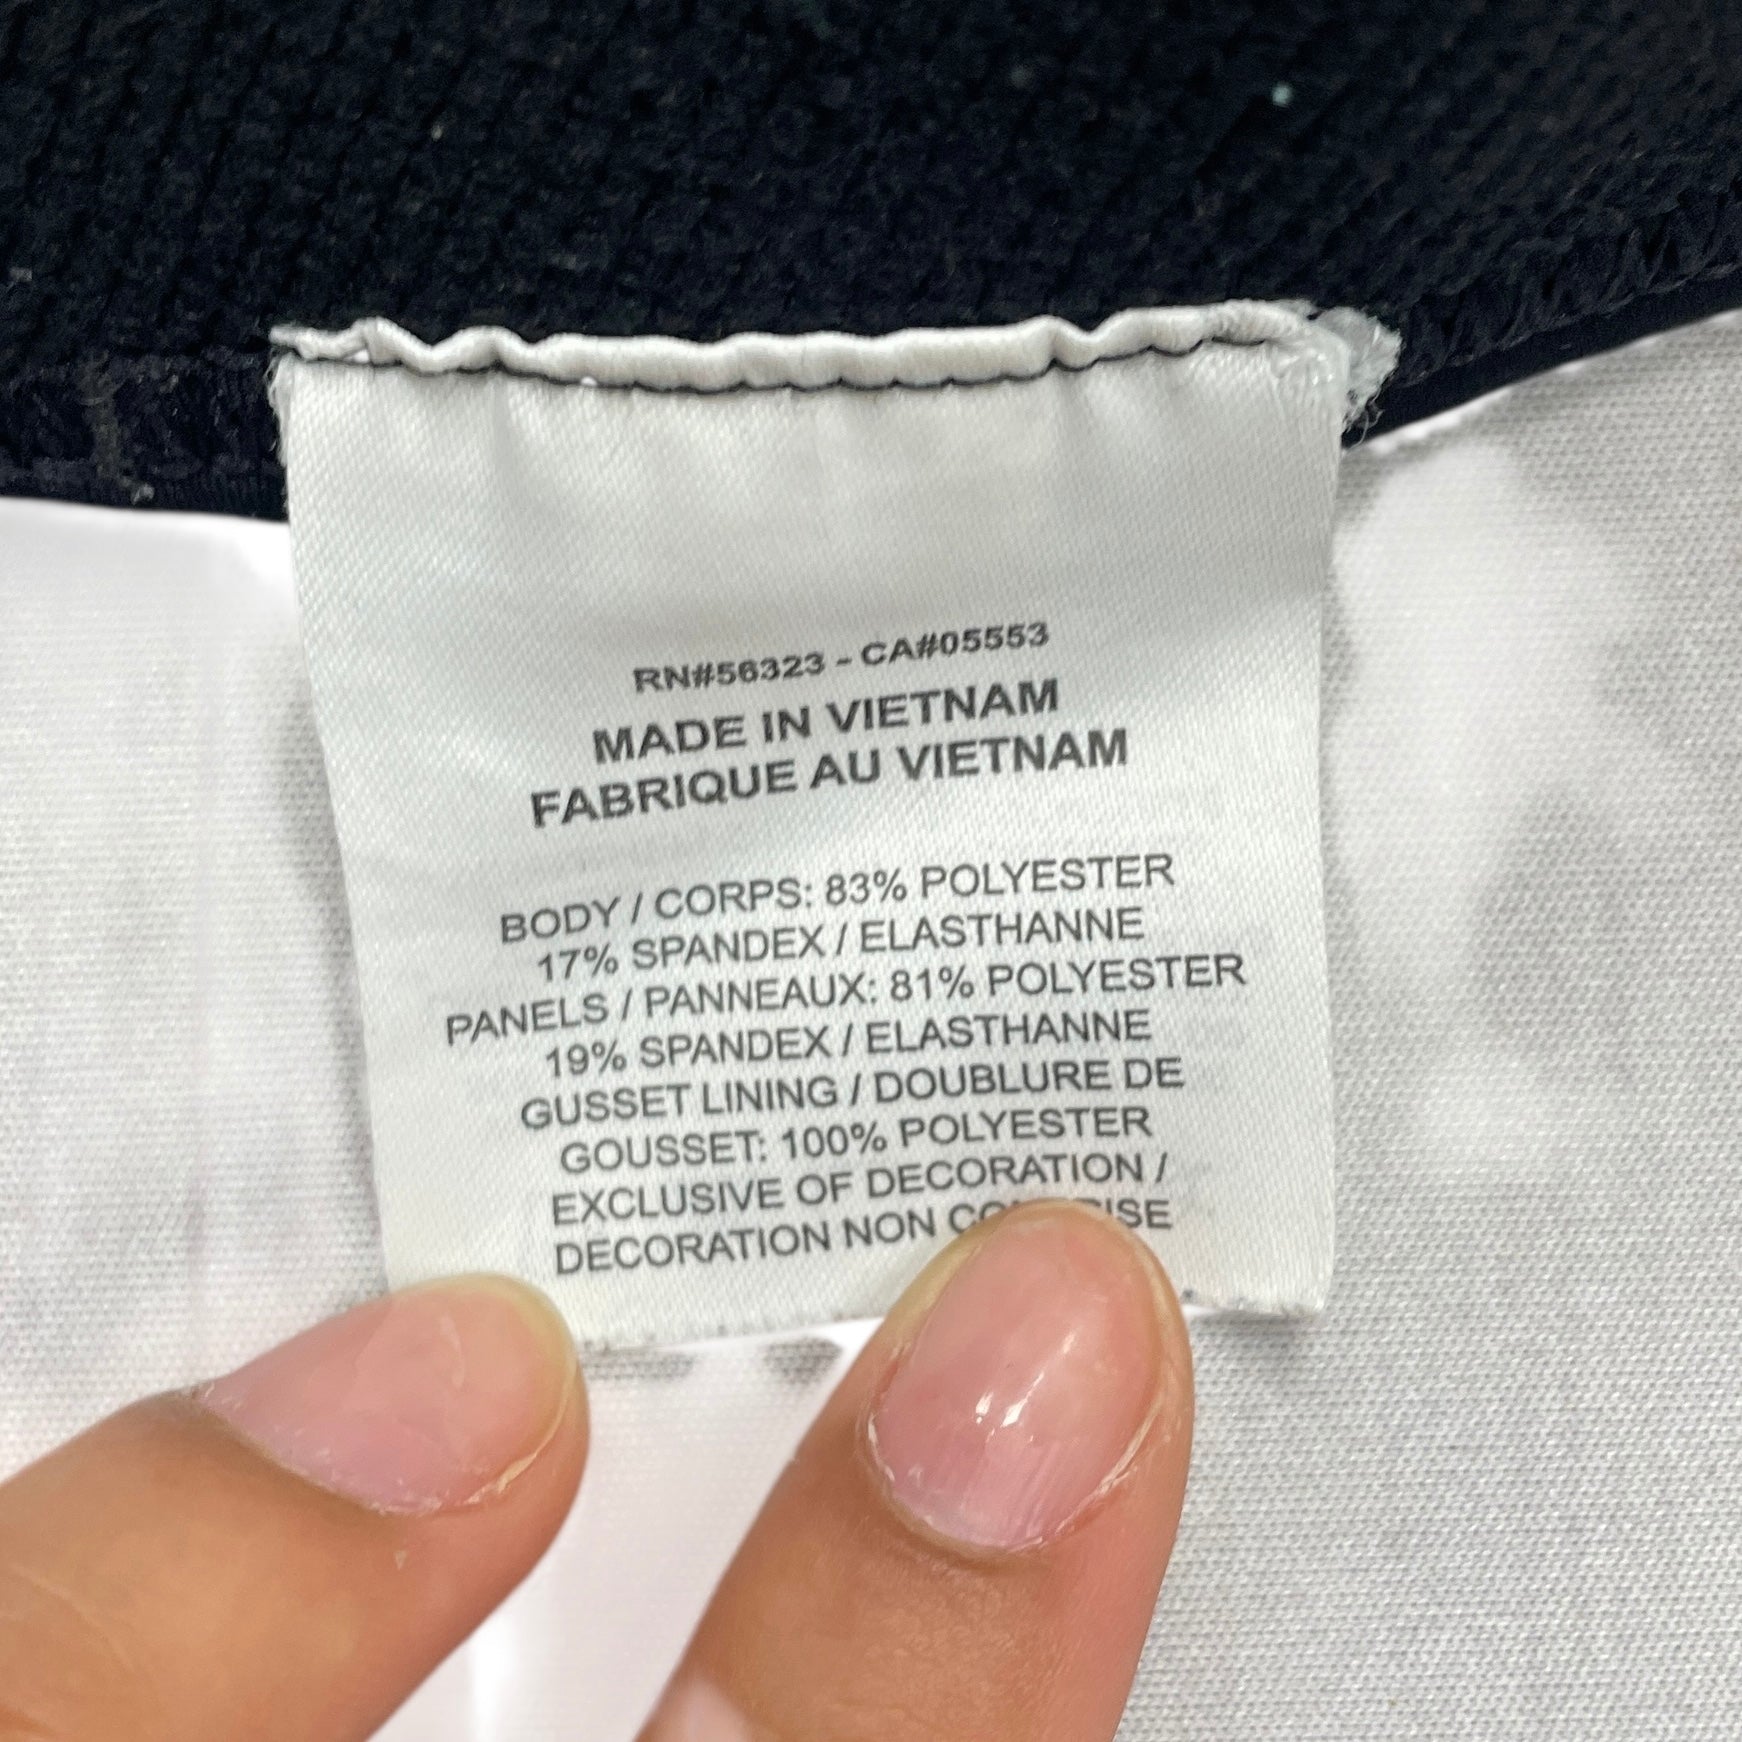 RN#56323 - CA#05553
MADE IN VIETNAM
FABRIQUE AU VIETNAM
BODY / CORPS: 83% POLYESTER
17% SPANDEX / ELASTHANNE
PANELS / PANNEAUX: 81% POLYESTER
19% SPANDEX / ELASTHANNE
GUSSET LINING / DOUBLURE DE
GOUSSET: 100% POLYESTER
EXCLUSIVE OF DECORATION /
DECORATION NON